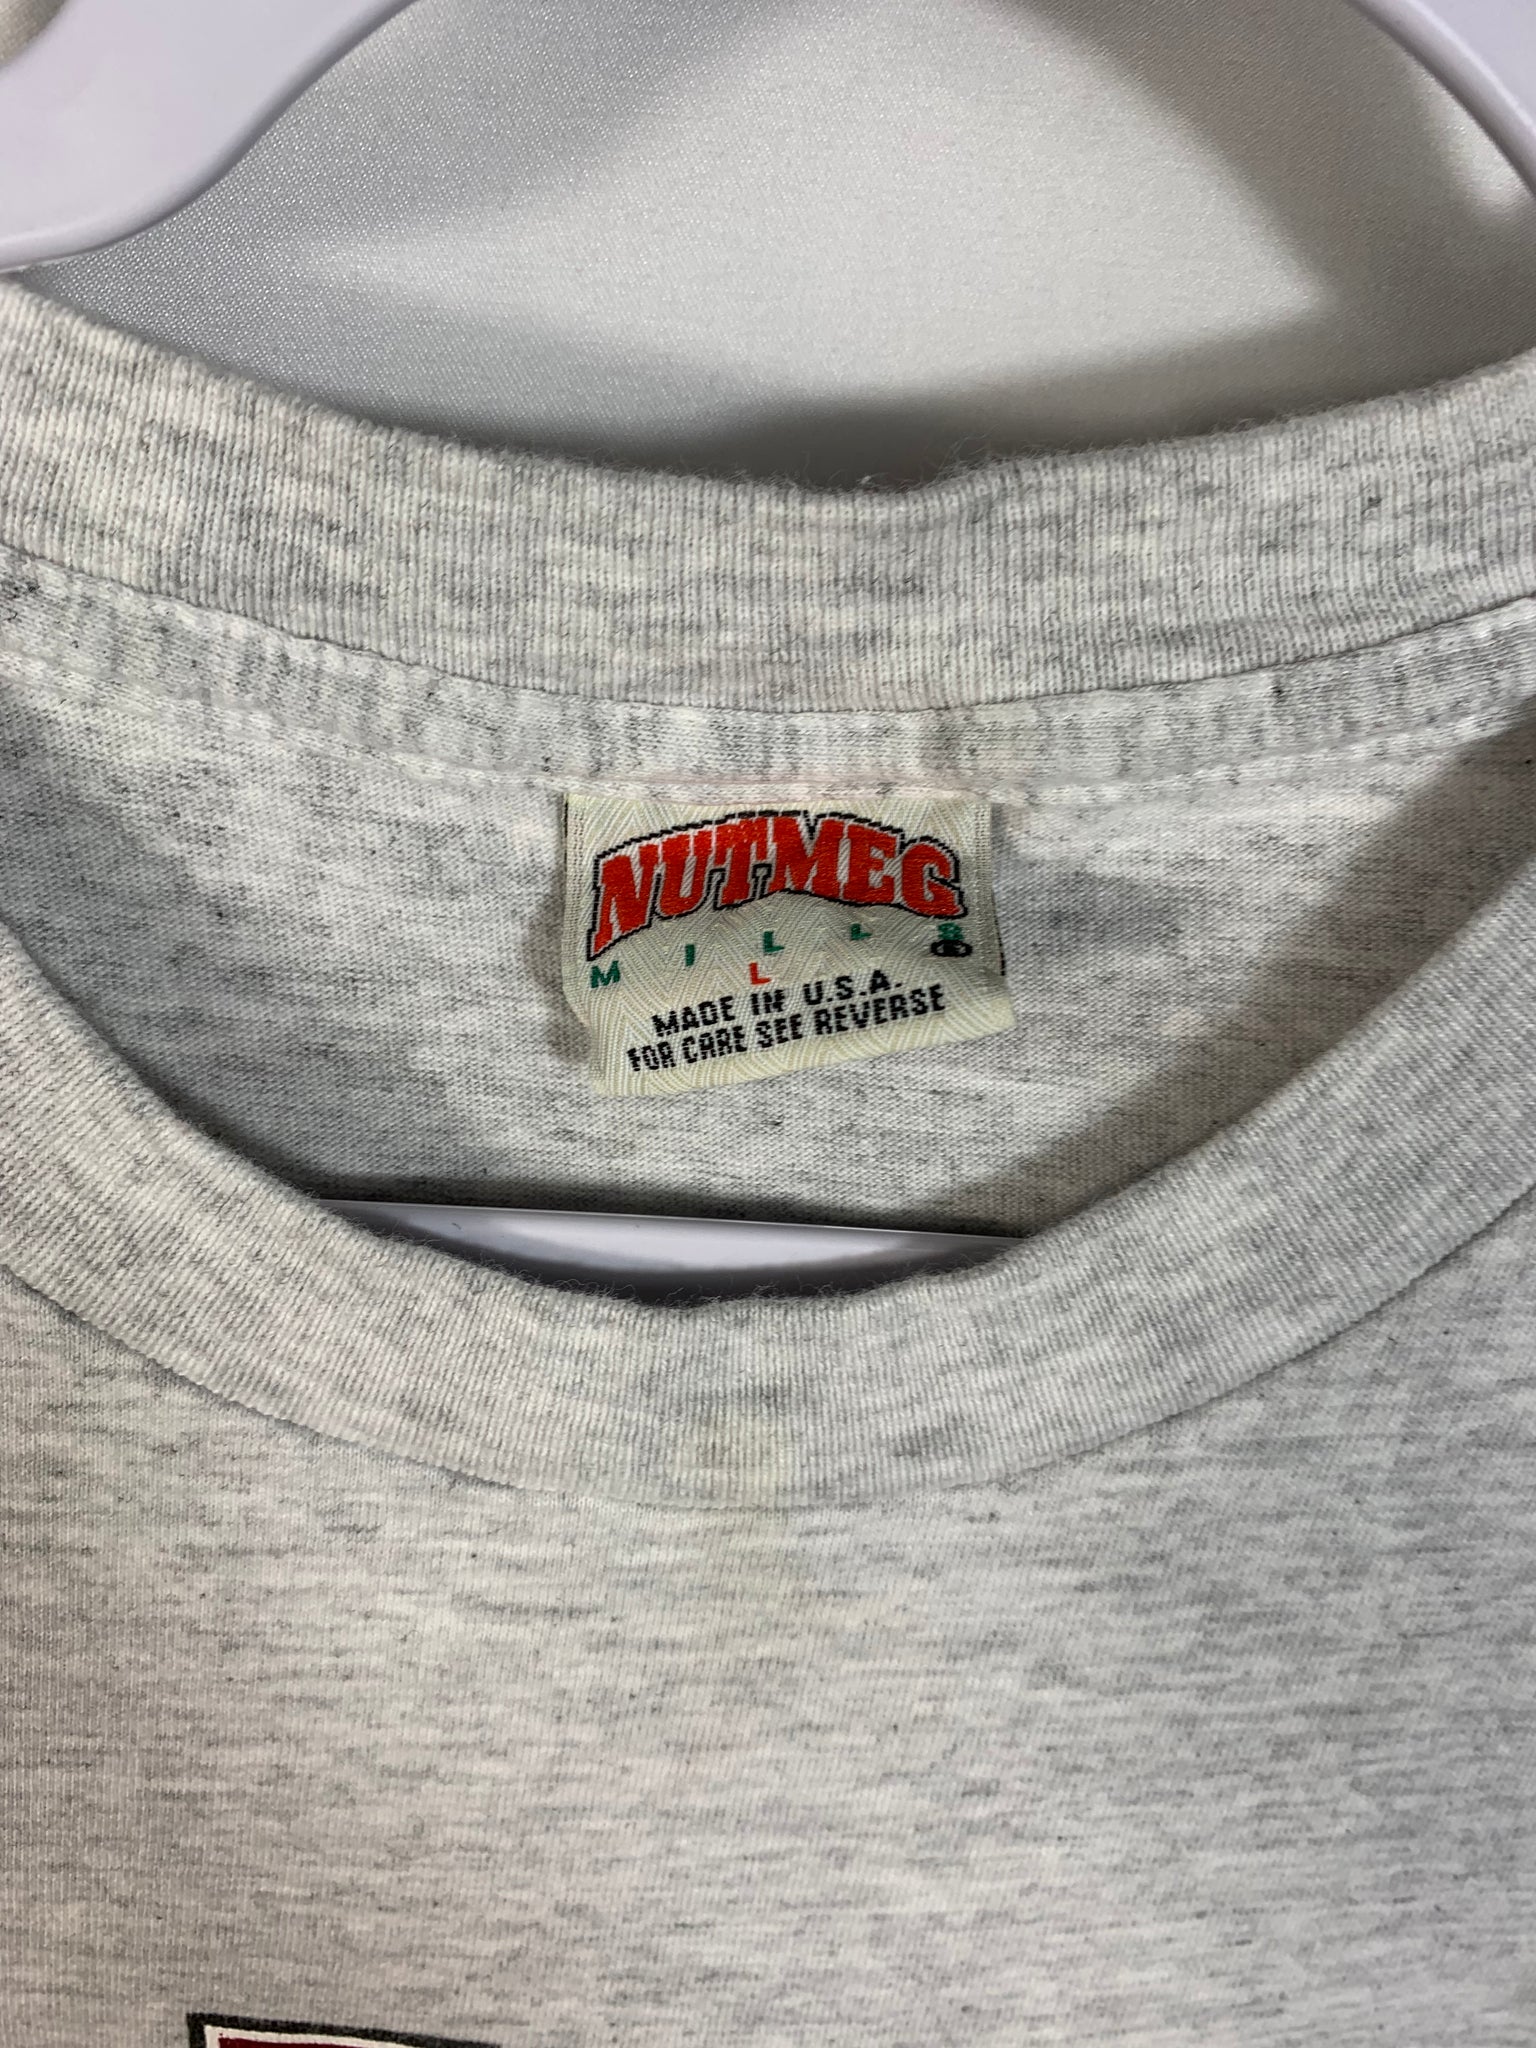 NUTMEG
MILLS
L
MADE IN U.S.A.
FOR CARE SEE REVERSE